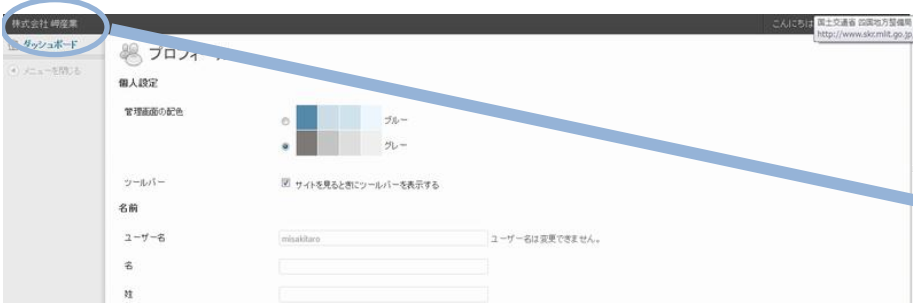 株式会社 岬産業
こんにちは
国土交通省 四国地方整備局
http://www.skr.mlit.go.jp
ダッシュボード
メニューを閉じる
プロフィール
個人設定
管理画面の配色
ブルー
グレー
ツールバー
サイトを見るときにツールバーを表示する
名前
ユーザー名
misakitaro
ユーザー名は変更できません。
名
姓